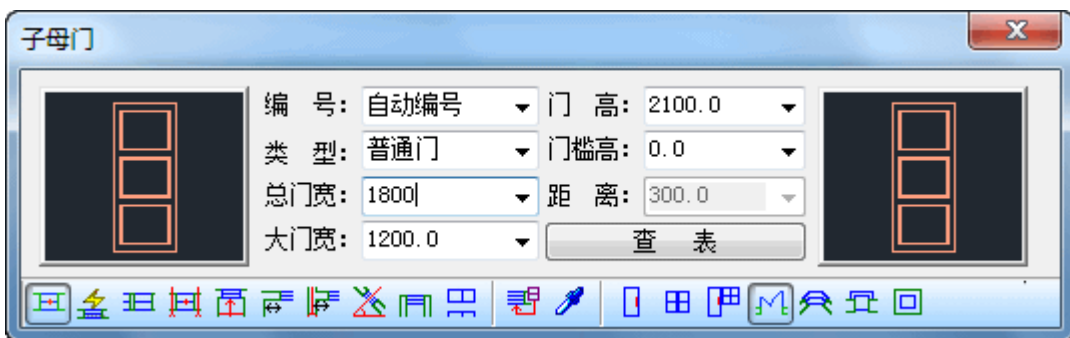 子母门
编 号： 自动编号 门 高： 2100.0
类 型： 普通门 门槛高： 0.0
总门宽： 1800 距 离： 300.0
大门宽： 1200.0 查 表